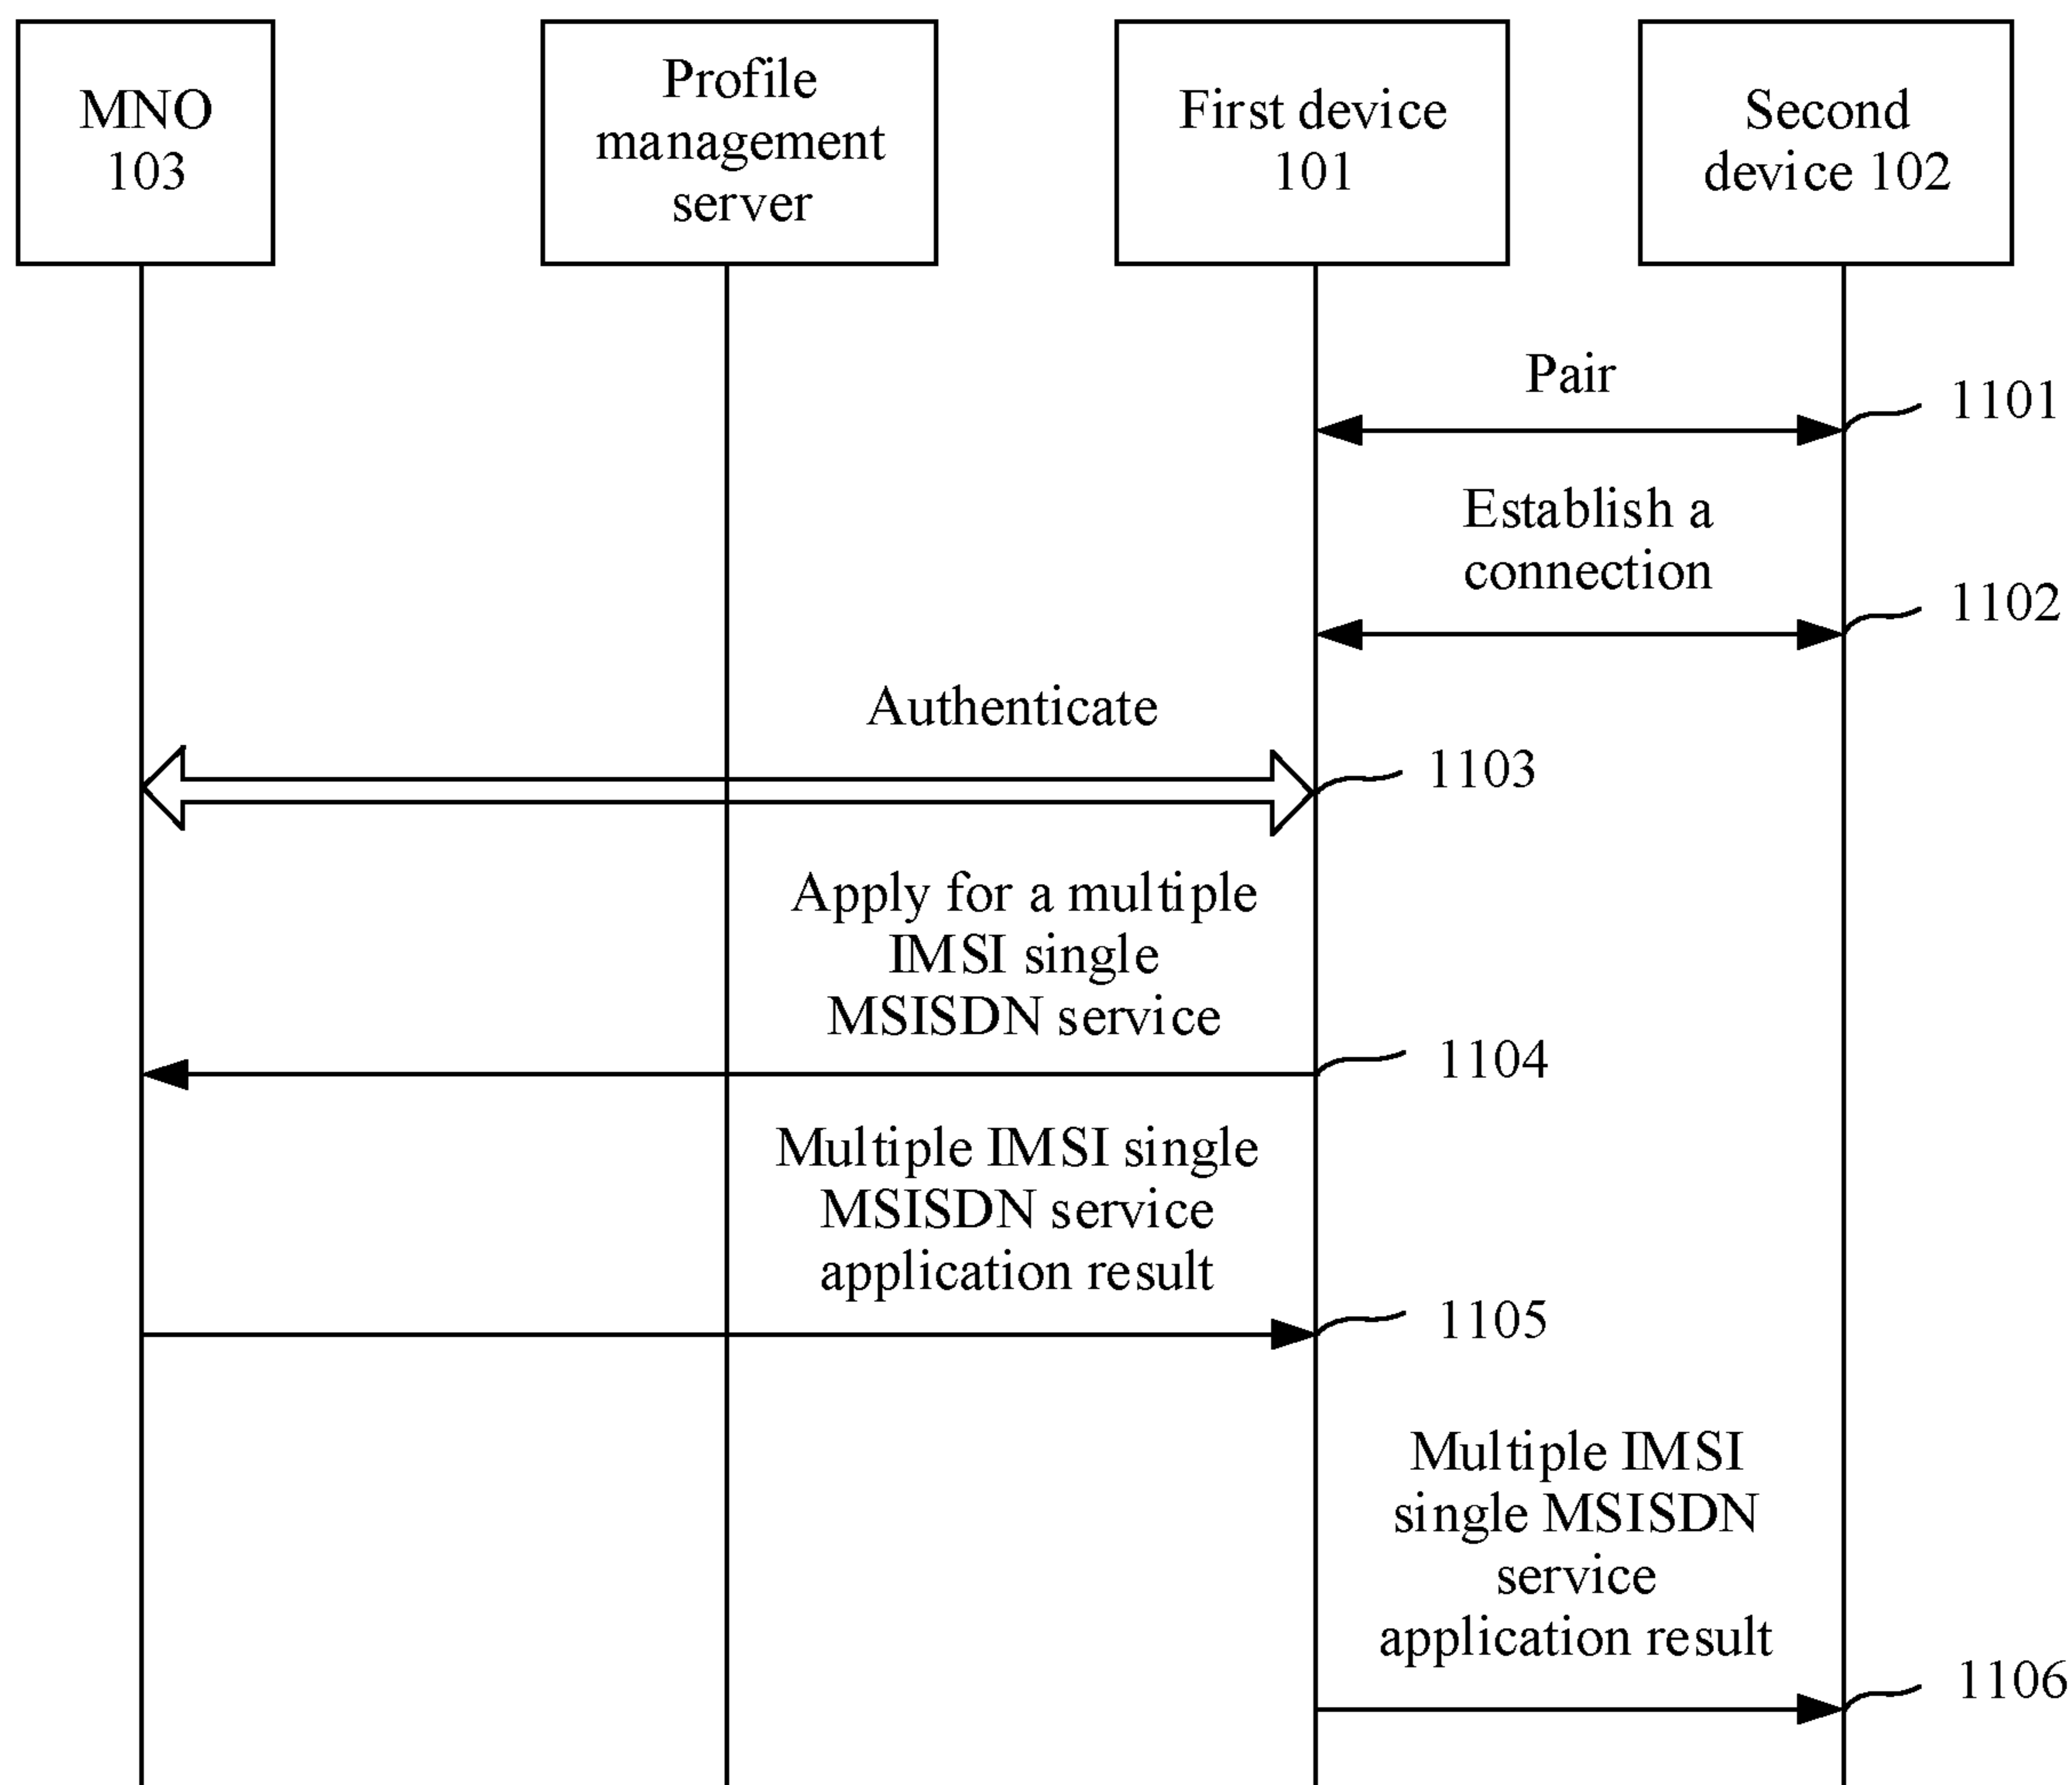 MNO
103
Profile
management
server
First device
101
Second
device 102
Pair
1101
Establish a
connection
1102
Authenticate
1103
Apply for a multiple
IMSI single
MSISDN service
1104
Multiple IMSI single
MSISDN service
application result
1105
Multiple IMSI
single MSISDN
service
application result
1106